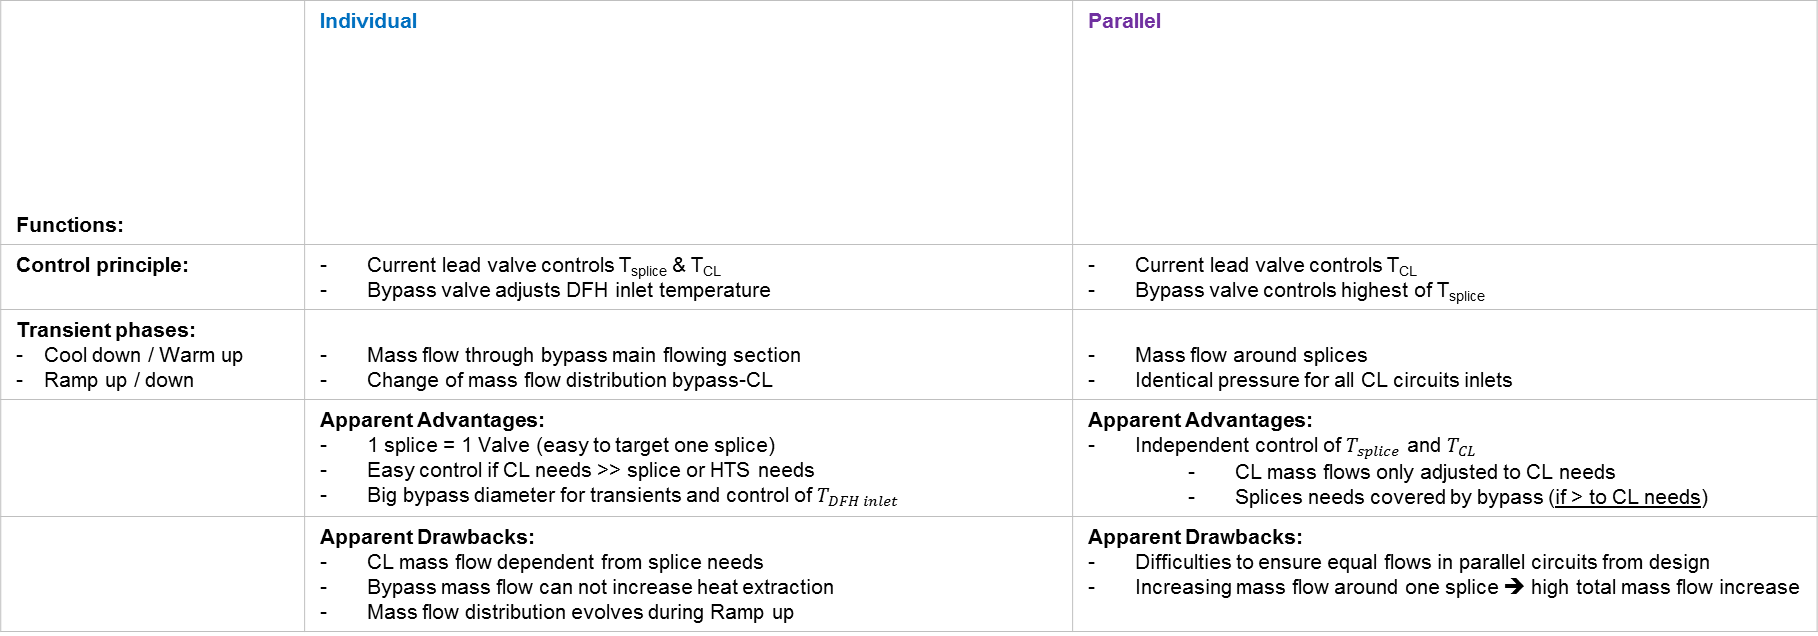 Individual
Parallel
Functions:
Control principle:
- Current lead valve controls Tsplice & TCL
- Bypass valve adjusts DFH inlet temperature
- Current lead valve controls TCL
- Bypass valve controls highest of Tsplice
Transient phases:
- Cool down / Warm up
- Ramp up / down
- Mass flow through bypass main flowing section
- Change of mass flow distribution bypass-CL
- Mass flow around splices
- Identical pressure for all CL circuits inlets
Apparent Advantages:
- 1 splice = 1 Valve (easy to target one splice)
- Easy control if CL needs >> splice or HTS needs
- Big bypass diameter for transients and control of TDFH inlet
Apparent Advantages:
- Independent control of Tsplice and TCL
- CL mass flows only adjusted to CL needs
- Splices needs covered by bypass (if > to CL needs)
Apparent Drawbacks:
- CL mass flow dependent from splice needs
- Bypass mass flow can not increase heat extraction
- Mass flow distribution evolves during Ramp up
Apparent Drawbacks:
- Difficulties to ensure equal flows in parallel circuits from design
- Increasing mass flow around one splice ➔ high total mass flow increase